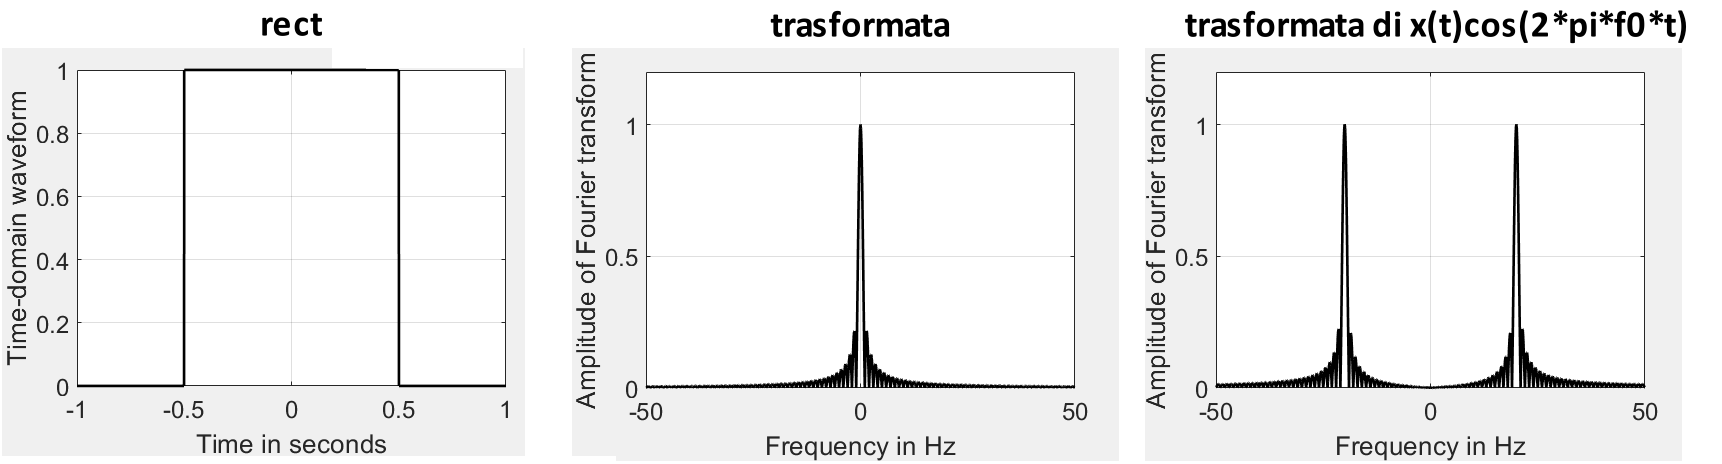 rect
Time-domain waveform
1
0.8
0.6
0.4
0.2
0
-1
-0.5
0
0.5
1
Time in seconds
trasformata
Amplitude of Fourier transform
1
0.5
0
-50
0
50
Frequency in Hz
trasformata di x(t)cos(2*pi*f0*t)
Amplitude of Fourier transform
1
0.5
0
-50
0
50
Frequency in Hz